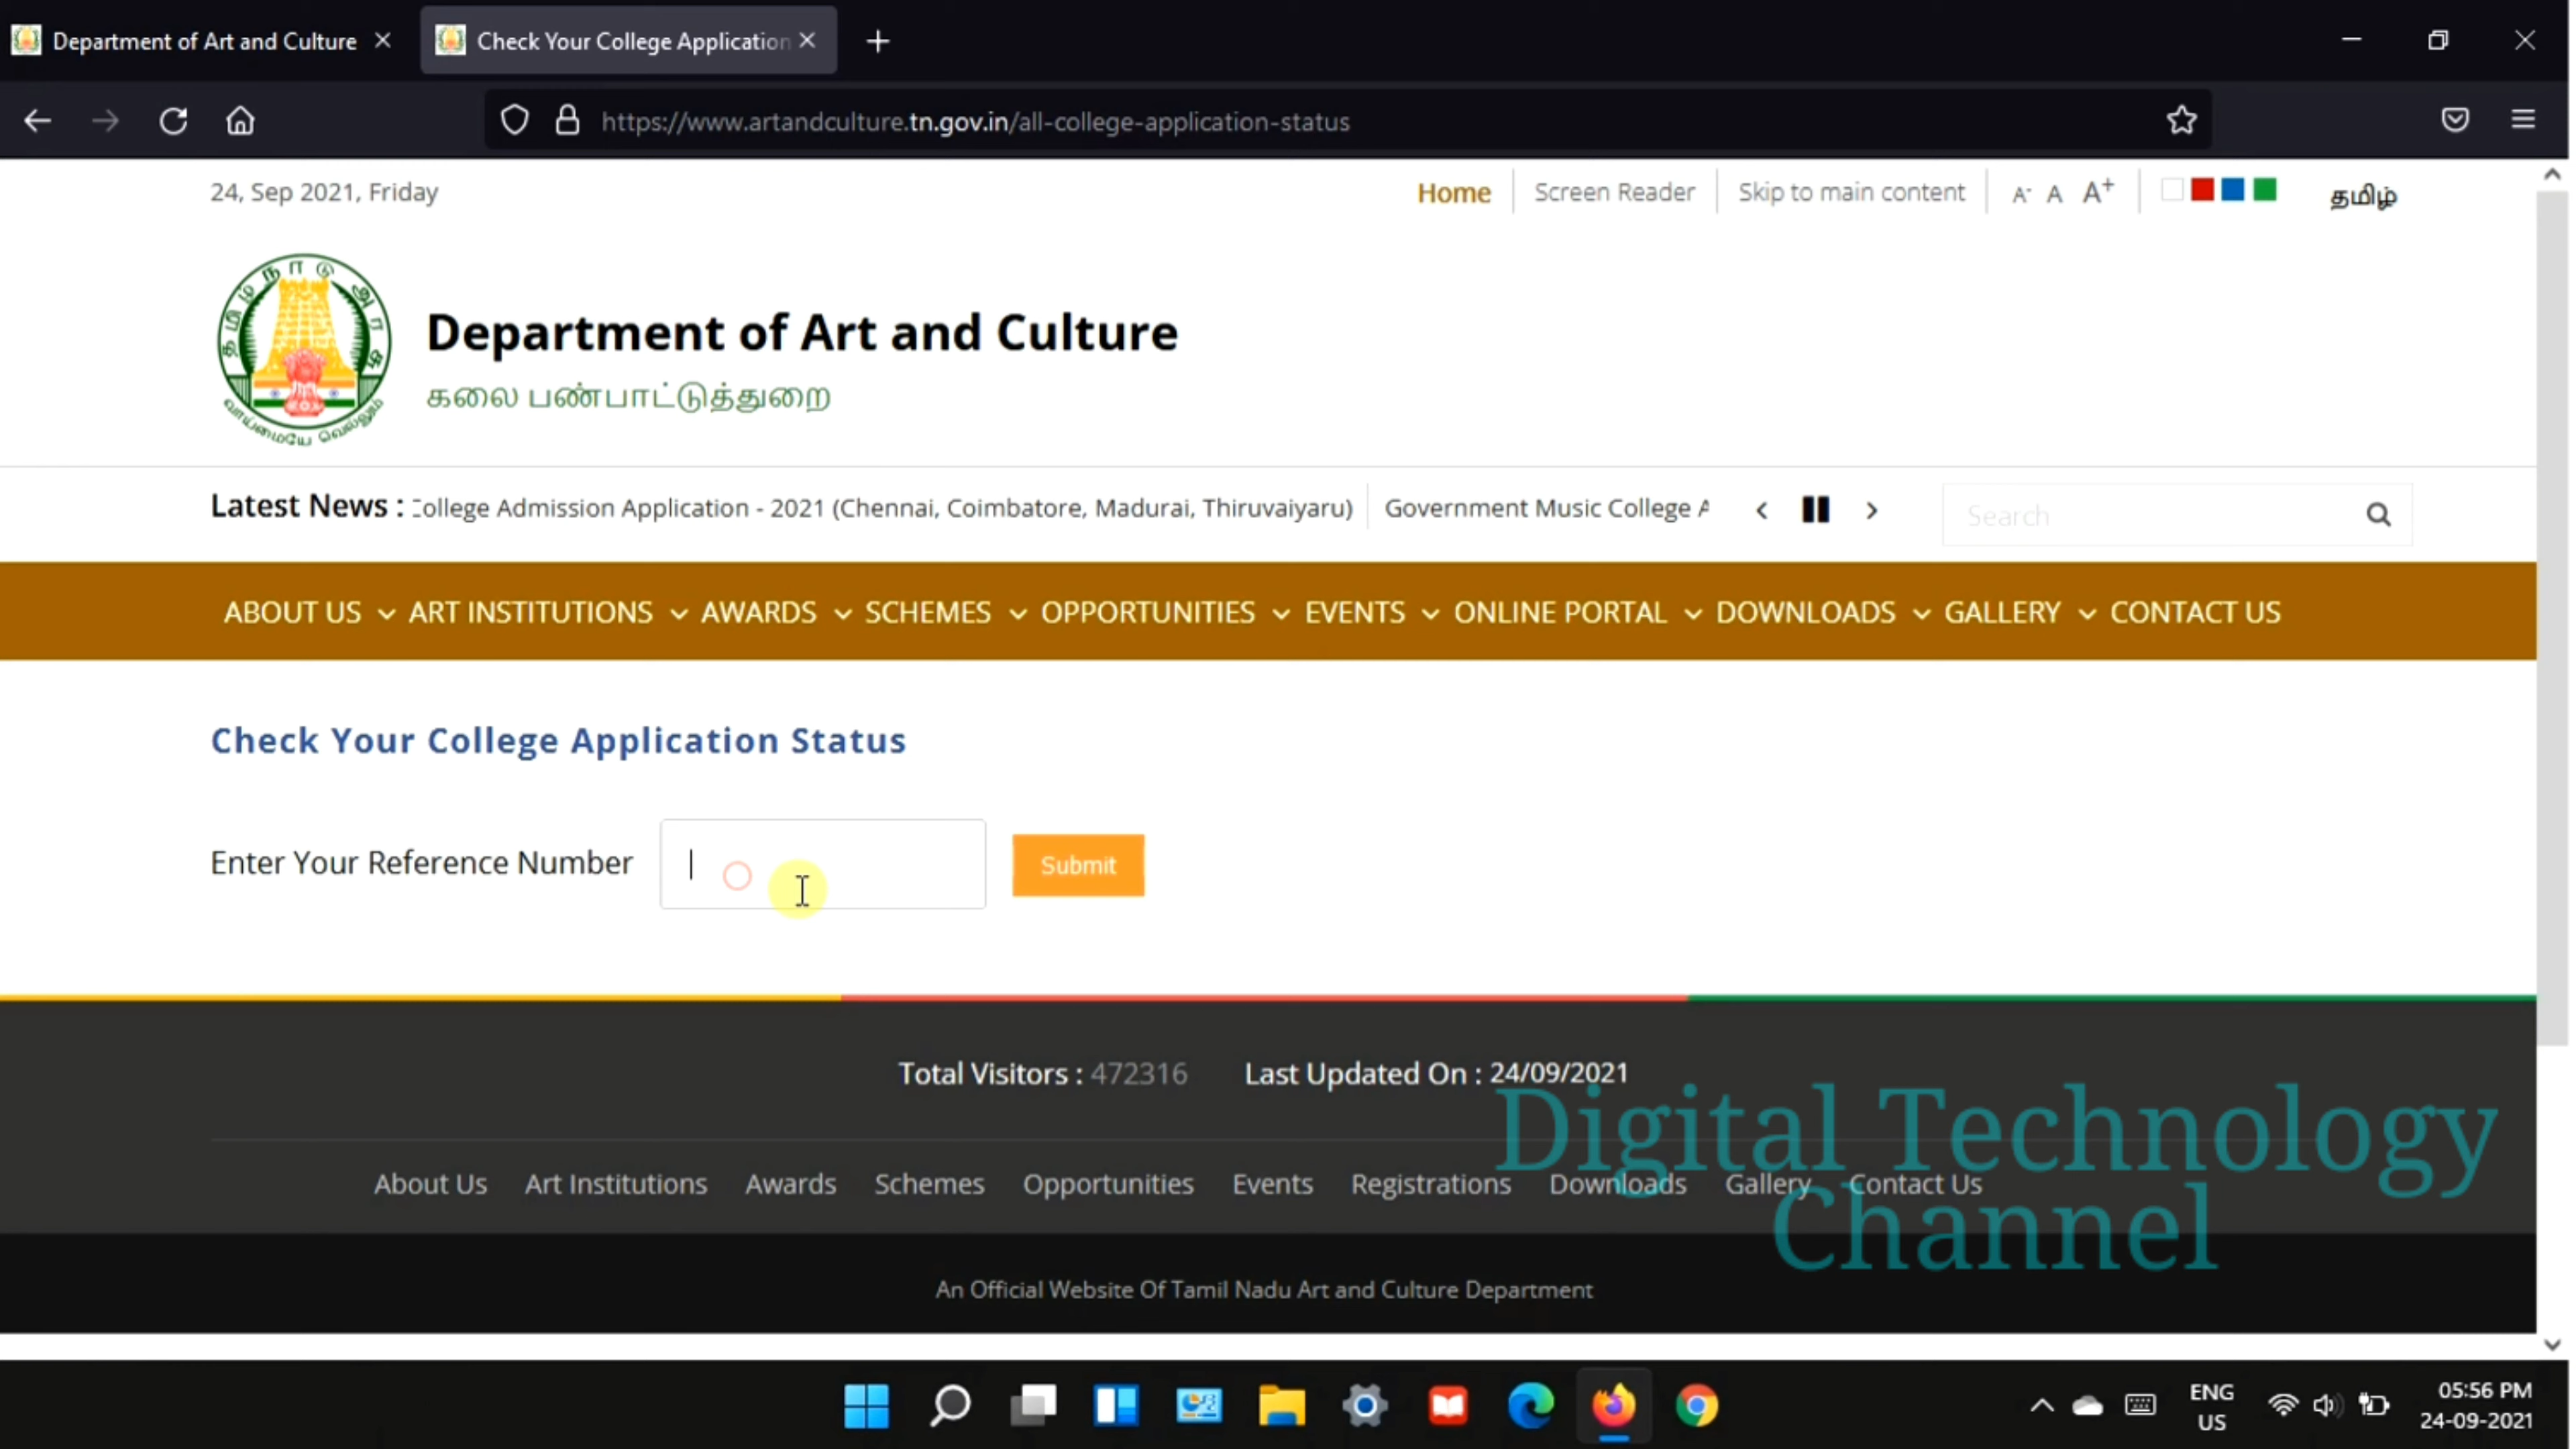 Department of Art and Culture
Check Your College Application
https://www.artandculture.tn.gov.in/all-college-application-status
24, Sep 2021, Friday
Home
Screen Reader
Skip to main content
A- A A+
தமிழ்
தமிழ்நாடு அரசு
வாய்மையே வெல்லும்
Department of Art and Culture
கலை பண்பாட்டுத்துறை
Latest News : College Admission Application - 2021 (Chennai, Coimbatore, Madurai, Thiruvaiyaru) Government Music College A
Search
ABOUT US ART INSTITUTIONS AWARDS SCHEMES OPPORTUNITIES EVENTS ONLINE PORTAL DOWNLOADS GALLERY CONTACT US
Check Your College Application Status
Enter Your Reference Number
Submit
Total Visitors : 472316 Last Updated On : 24/09/2021
About Us Art Institutions Awards Schemes Opportunities Events Registrations Downloads Gallery Contact Us
Digital Technology
Channel
An Official Website Of Tamil Nadu Art and Culture Department
ENG
US
05:56 PM
24-09-2021